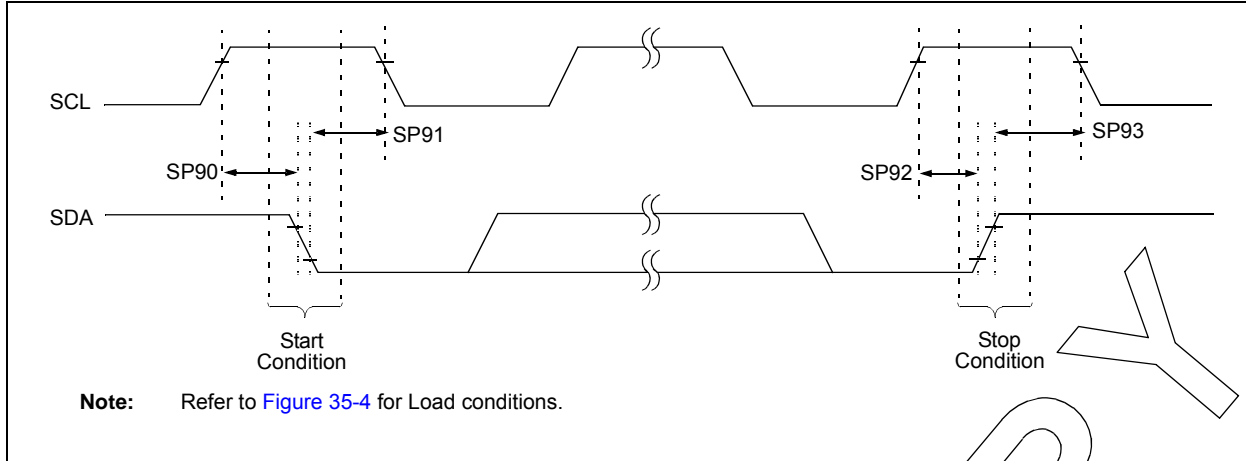 SCL
SP91
SP93
SP90
SP92
SDA
Start
Condition
Stop
Condition
Note: Refer to Figure 35-4 for Load conditions.
Y